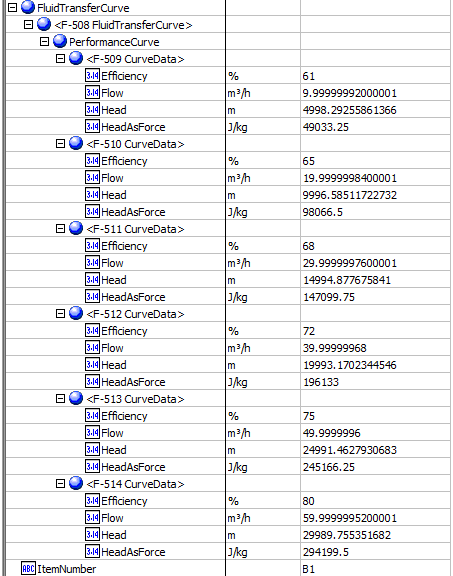 FluidTransferCurve
<F-508 FluidTransferCurve>
PerformanceCurve
<F-509 CurveData>
3.14 Efficiency % 61
3.14 Flow m³/h 9.99999992000001
3.14 Head m 4998.29255861366
3.14 HeadAsForce J/kg 49033.25
<F-510 CurveData>
3.14 Efficiency % 65
3.14 Flow m³/h 19.9999998400001
3.14 Head m 9996.58511722732
3.14 HeadAsForce J/kg 98066.5
<F-511 CurveData>
3.14 Efficiency % 68
3.14 Flow m³/h 29.9999997600001
3.14 Head m 14994.877675841
3.14 HeadAsForce J/kg 147099.75
<F-512 CurveData>
3.14 Efficiency % 72
3.14 Flow m³/h 39.99999968
3.14 Head m 19993.1702344546
3.14 HeadAsForce J/kg 196133
<F-513 CurveData>
3.14 Efficiency % 75
3.14 Flow m³/h 49.9999996
3.14 Head m 24991.4627930683
3.14 HeadAsForce J/kg 245166.25
<F-514 CurveData>
3.14 Efficiency % 80
3.14 Flow m³/h 59.9999995200001
3.14 Head m 29989.755351682
3.14 HeadAsForce J/kg 294199.5
ABC ItemNumber B1